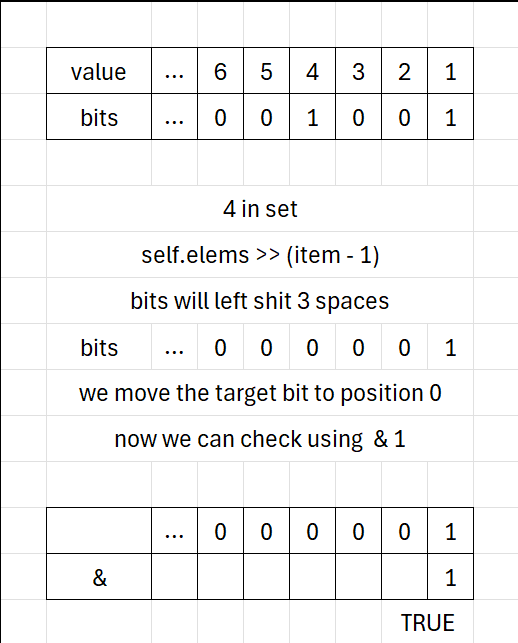 value ... 6 5 4 3 2 1
bits ... 0 0 1 0 0 1
4 in set
self.elems >> (item - 1)
bits will left shit 3 spaces
bits ... 0 0 0 0 0 1
we move the target bit to position 0
now we can check using & 1
... 0 0 0 0 0 1
& 1
TRUE